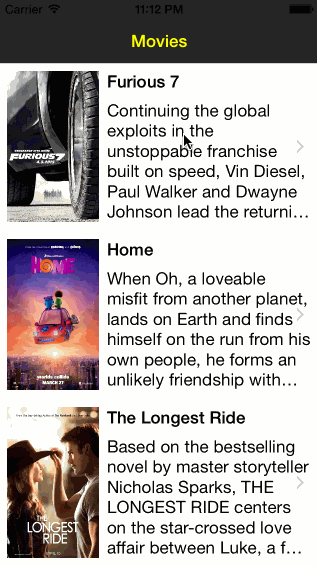 Carrier 11:12 PM
Movies
Furious 7
Continuing the global
exploits in the
unstoppable franchise
built on speed, Vin Diesel,
Paul Walker and Dwayne
Johnson lead the returni…
FURIOUS 7
Home
When Oh, a loveable
misfit from another planet,
lands on Earth and finds
himself on the run from his
own people, he forms an
unlikely friendship with…
HOME
worlds collide
MARCH 27
The Longest Ride
Based on the bestselling
novel by master storyteller
Nicholas Sparks, THE
LONGEST RIDE centers
on the star-crossed love
affair between Luke, a f…
THE
LONGEST
RIDE